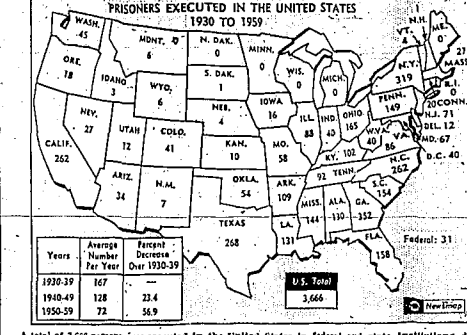 PRISONERS EXECUTED IN THE UNITED STATES
1930 TO 1959
WASH.
45
ORE.
18
CALIF.
262
NEV.
27
IDAHO
3
MONT.
6
WYO.
6
UTAH
12
COLO.
41
ARIZ.
34
N.M.
7
N. DAK.
0
S. DAK.
1
NEB.
4
KAN.
10
OKLA.
54
TEXAS
268
MINN.
0
IOWA
16
MO.
58
ARK.
109
LA.
131
WIS.
0
ILL.
88
MICH.
0
IND.
40
OHIO
165
KY. 102
92 TENN.
MISS.
144
ALA.
130
GA.
352
FLA.
158
S.C.
154
N.C.
262
VA.
86
W.VA.
40
PENN.
149
N.Y.
319
VT.
4
N.H.
1
ME.
0
MASS.
R.I.
0
20 CONN.
N.J. 71
DEL. 12
MD. 67
D.C. 40
Federal: 31
Years
Average
Number
Per Year
Percent
Decrease
Over 1930-39
1930-39 167 —
1940-49 128 23.4
1950-59 72 56.9
U.S. Total
3,666
Newsmap